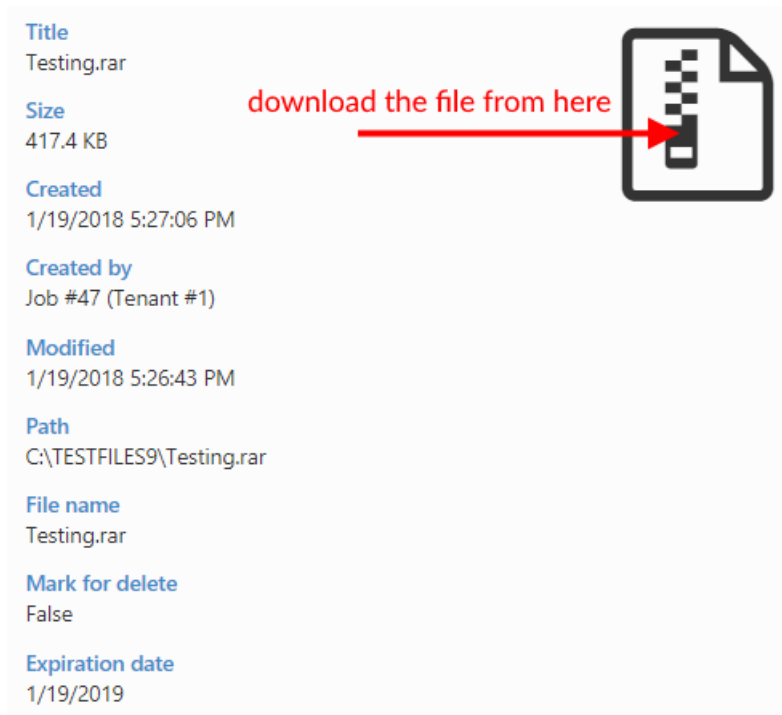 Title
Testing.rar
download the file from here
Size
417.4 KB
Created
1/19/2018 5:27:06 PM
Created by
Job #47 (Tenant #1)
Modified
1/19/2018 5:26:43 PM
Path
C:\TESTFILES9\Testing.rar
File name
Testing.rar
Mark for delete
False
Expiration date
1/19/2019